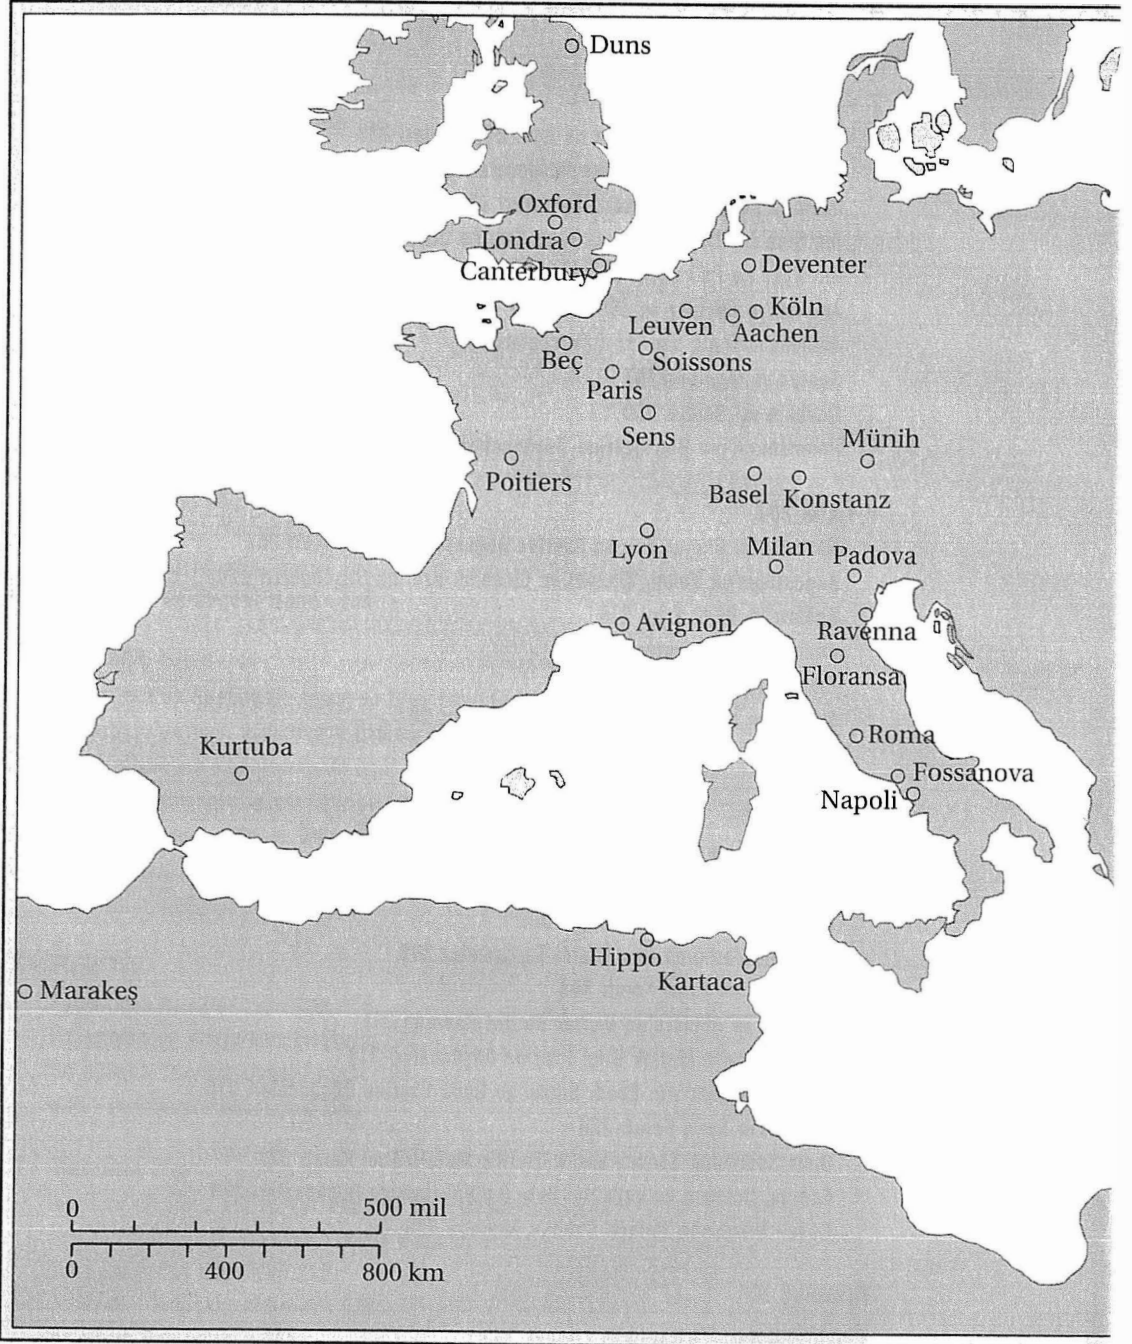 Duns
Oxford
Londra
Canterbury
Deventer
Köln
Leuven
Aachen
Beç
Soissons
Paris
Sens
Münih
Poitiers
Basel
Konstanz
Lyon
Milan
Padova
Avignon
Ravenna
Floransa
Roma
Kurtuba
Fossanova
Napoli
Hippo
Kartaca
Marakeş
0 500 mil
0 400 800 km